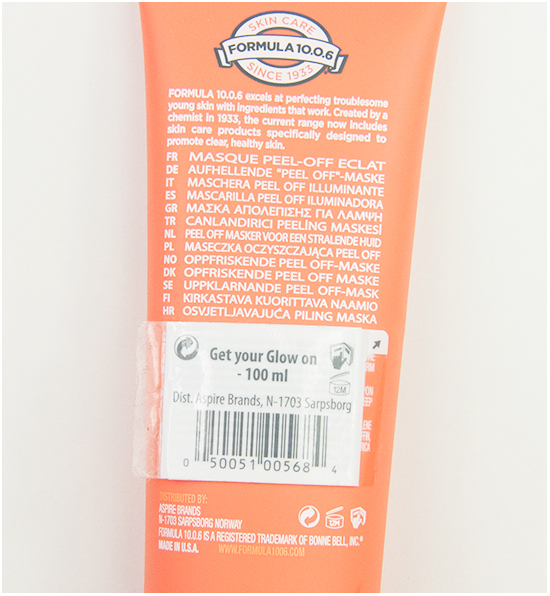 SKIN CARE
FORMULA 10.0.6
SINCE 1933
FORMULA 10.0.6 excels at perfecting troublesome
young skin with ingredients that work. Created by a
chemist in 1933, the current range now includes
skin care products specifically designed to
promote clear, healthy skin.
FR MASQUE PEEL-OFF ECLAT
DE AUFHELLENDE "PEEL OFF"-MASKE
IT MASCHERA PEEL OFF ILLUMINANTE
ES MASCARILLA PEEL OFF ILUMINADORA
GR ΜΑΣΚΑ ΑΠΟΛΕΠΙΣΗΣ ΓΙΑ ΛΑΜΨΗ
TR CANLANDIRICI PEELİNG MASKESİ
NL PEEL OFF MASKER VOOR EEN STRALENDE HUID
PL MASECZKA OCZYSZCZAJĄCA PEEL OFF
NO OPPFRISKENDE PEEL OFF-MASKE
DK OPFRISKENDE PEEL OFF MASKE
SE UPPKLARNANDE PEEL OFF-MASK
FI KIRKASTAVA KUORITTAVA NAAMIO
HR OSVJETLJAVAJUĆA PILING MASKA
Get your Glow on
- 100 ml
12M
Dist. Aspire Brands, N-1703 Sarpsborg
0 50051 00568 4
DISTRIBUTED BY:
ASPIRE BRANDS
N-1703 SARPSBORG NORWAY
12M
FORMULA 10.0.6 IS A REGISTERED TRADEMARK OF BONNE BELL, INC.®
MADE IN U.S.A. WWW.FORMULA1006.COM